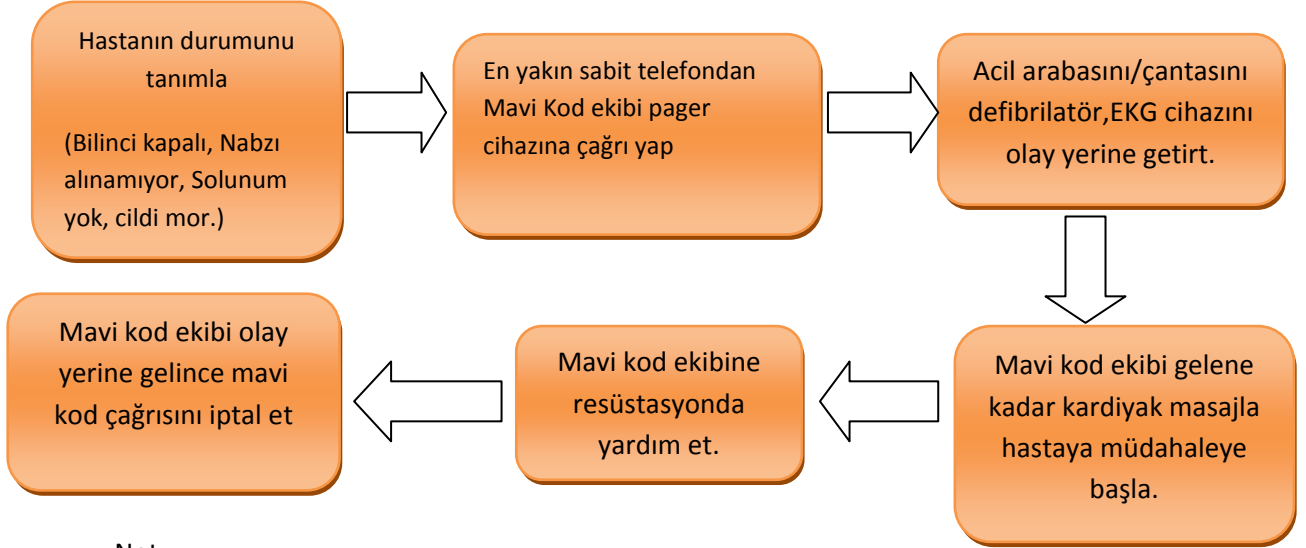 Hastanın durumunu
tanımla
(Bilinci kapalı, Nabzı
alınamıyor, Solunum
yok, cildi mor.)
En yakın sabit telefondan
Mavi Kod ekibi pager
cihazına çağrı yap
Acil arabasını/çantasını
defibrilatör,EKG cihazını
olay yerine getirt.
Mavi kod ekibi gelene
kadar kardiyak masajla
hastaya müdahaleye
başla.
Mavi kod ekibine
resüstasyonda
yardım et.
Mavi kod ekibi olay
yerine gelince mavi
kod çağrısını iptal et